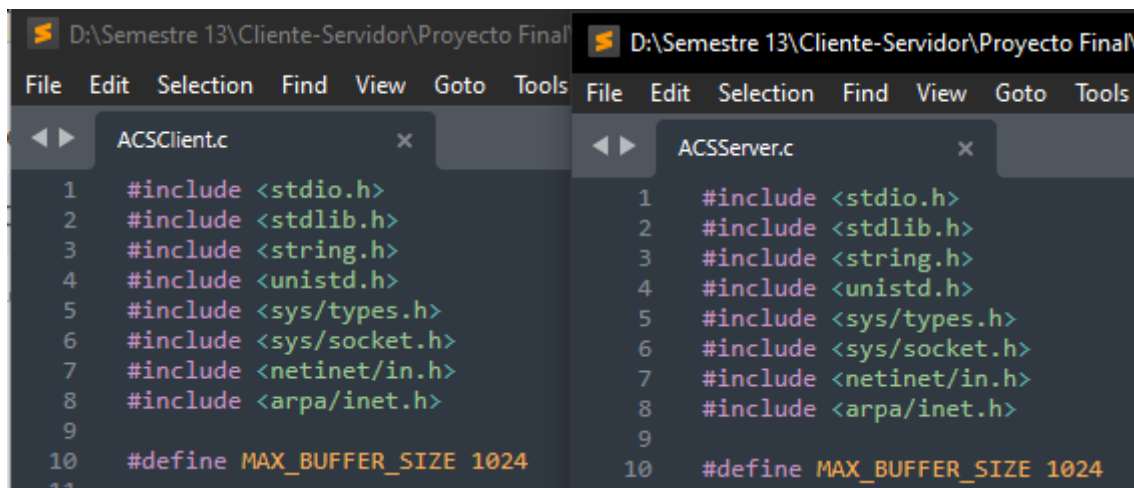 D:\Semestre 13\Cliente-Servidor\Proyecto Final\
File Edit Selection Find View Goto Tools
ACSClient.c ×
1 #include <stdio.h>
2 #include <stdlib.h>
3 #include <string.h>
4 #include <unistd.h>
5 #include <sys/types.h>
6 #include <sys/socket.h>
7 #include <netinet/in.h>
8 #include <arpa/inet.h>
9
10 #define MAX_BUFFER_SIZE 1024
11
D:\Semestre 13\Cliente-Servidor\Proyecto Final\
File Edit Selection Find View Goto Tools
ACSServer.c ×
1 #include <stdio.h>
2 #include <stdlib.h>
3 #include <string.h>
4 #include <unistd.h>
5 #include <sys/types.h>
6 #include <sys/socket.h>
7 #include <netinet/in.h>
8 #include <arpa/inet.h>
9
10 #define MAX_BUFFER_SIZE 1024